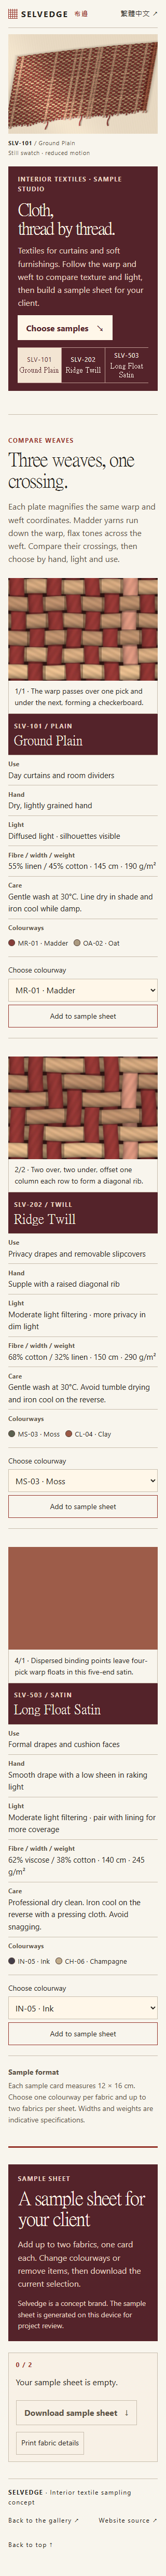 SELVEDGE 布邊 繁體中文 ↗
SLV-101 / Ground Plain
Still swatch · reduced motion
INTERIOR TEXTILES · SAMPLE
STUDIO
Cloth,
thread by thread.
Textiles for curtains and soft
furnishings. Follow the warp and
weft to compare texture and light,
then build a sample sheet for your
client.
Choose samples ↘
SLV-101
Ground Plain
SLV-202
Ridge Twill
SLV-503
Long Float
Satin
COMPARE WEAVES
Three weaves, one
crossing.
Each plate magnifies the same warp and
weft coordinates. Madder yarns run
down the warp, flax tones across the
weft. Compare their crossings, then
choose by hand, light and use.
1/1 · The warp passes over one pick and
under the next, forming a checkerboard.
SLV-101 / PLAIN
Ground Plain
Use
Day curtains and room dividers
Hand
Dry, lightly grained hand
Light
Diffused light · silhouettes visible
Fibre / width / weight
55% linen / 45% cotton · 145 cm · 190 g/m²
Care
Gentle wash at 30°C. Line dry in shade and
iron cool while damp.
Colourways
MR-01 · Madder OA-02 · Oat
Choose colourway
MR-01 · Madder
Add to sample sheet
2/2 · Two over, two under, offset one
column each row to form a diagonal rib.
SLV-202 / TWILL
Ridge Twill
Use
Privacy drapes and removable slipcovers
Hand
Supple with a raised diagonal rib
Light
Moderate light filtering · more privacy in
dim light
Fibre / width / weight
68% cotton / 32% linen · 150 cm · 290 g/m²
Care
Gentle wash at 30°C. Avoid tumble drying
and iron cool on the reverse.
Colourways
MS-03 · Moss CL-04 · Clay
Choose colourway
MS-03 · Moss
Add to sample sheet
4/1 · Dispersed binding points leave four-
pick warp floats in this five-end satin.
SLV-503 / SATIN
Long Float Satin
Use
Formal drapes and cushion faces
Hand
Smooth drape with a low sheen in raking
light
Light
Moderate light filtering · pair with lining for
more coverage
Fibre / width / weight
62% viscose / 38% cotton · 140 cm · 245
g/m²
Care
Professional dry clean. Iron cool on the
reverse with a pressing cloth. Avoid
snagging.
Colourways
IN-05 · Ink CH-06 · Champagne
Choose colourway
IN-05 · Ink
Add to sample sheet
Sample format
Each sample card measures 12 × 16 cm.
Choose one colourway per fabric and up to
two fabrics per sheet. Widths and weights are
indicative specifications.
SAMPLE SHEET
A sample sheet for
your client
Add up to two fabrics, one card
each. Change colourways or
remove items, then download the
current selection.
Selvedge is a concept brand. The sample
sheet is generated on this device for
project review.
0 / 2
Your sample sheet is empty.
Download sample sheet ↓
Print fabric details
SELVEDGE · Interior textile sampling
concept
Back to the gallery ↗ Website source ↗
Back to top ↑